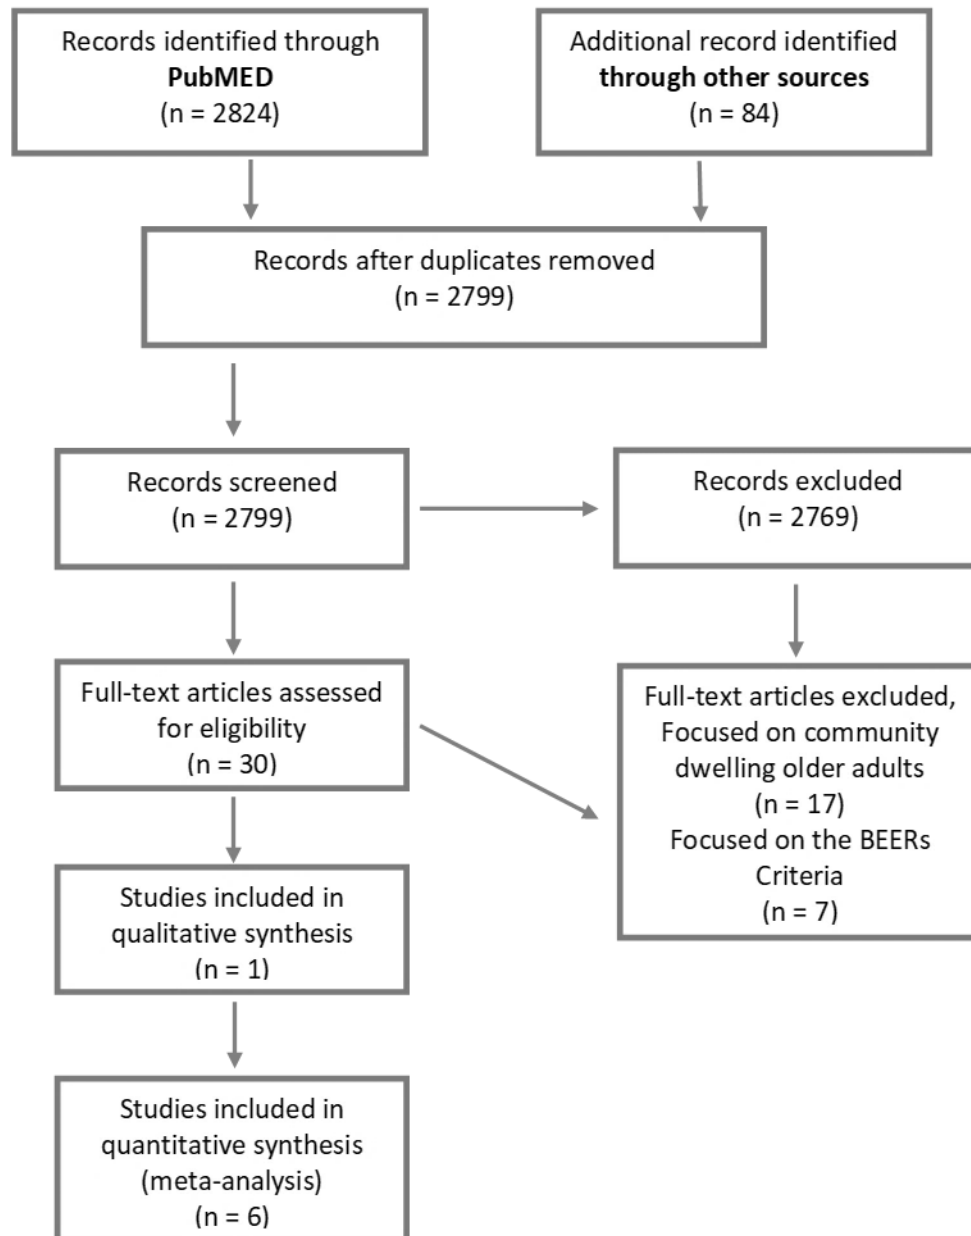 Records identified through
PubMED
(n = 2824)
Additional record identified
through other sources
(n = 84)
Records after duplicates removed
(n = 2799)
Records screened
(n = 2799)
Records excluded
(n = 2769)
Full-text articles assessed
for eligibility
(n = 30)
Full-text articles excluded,
Focused on community
dwelling older adults
(n = 17)
Focused on the BEERs
Criteria
(n = 7)
Studies included in
qualitative synthesis
(n = 1)
Studies included in
quantitative synthesis
(meta-analysis)
(n = 6)